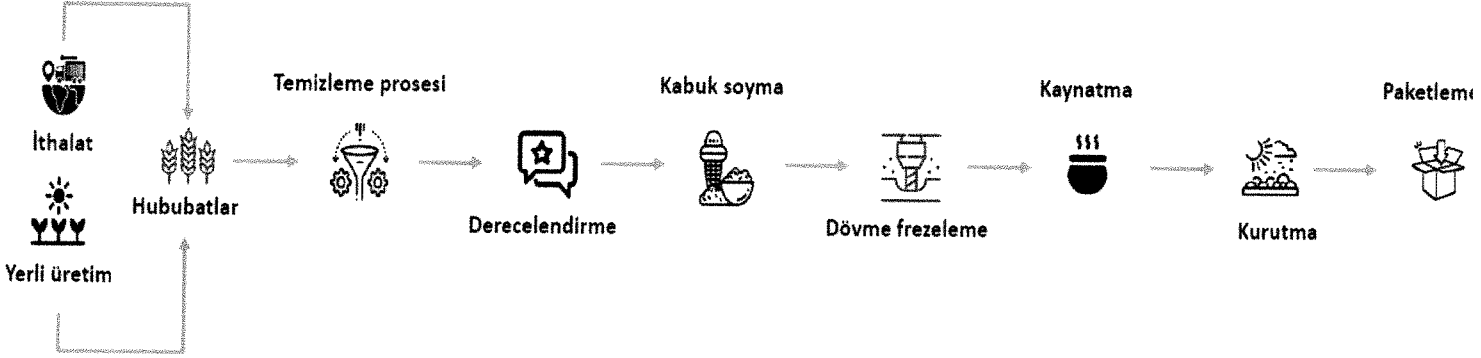 İthalat
Yerli üretim
Hububatlar
Temizleme prosesi
Derecelendirme
Kabuk soyma
Dövme frezeleme
Kaynatma
Kurutma
Paketleme